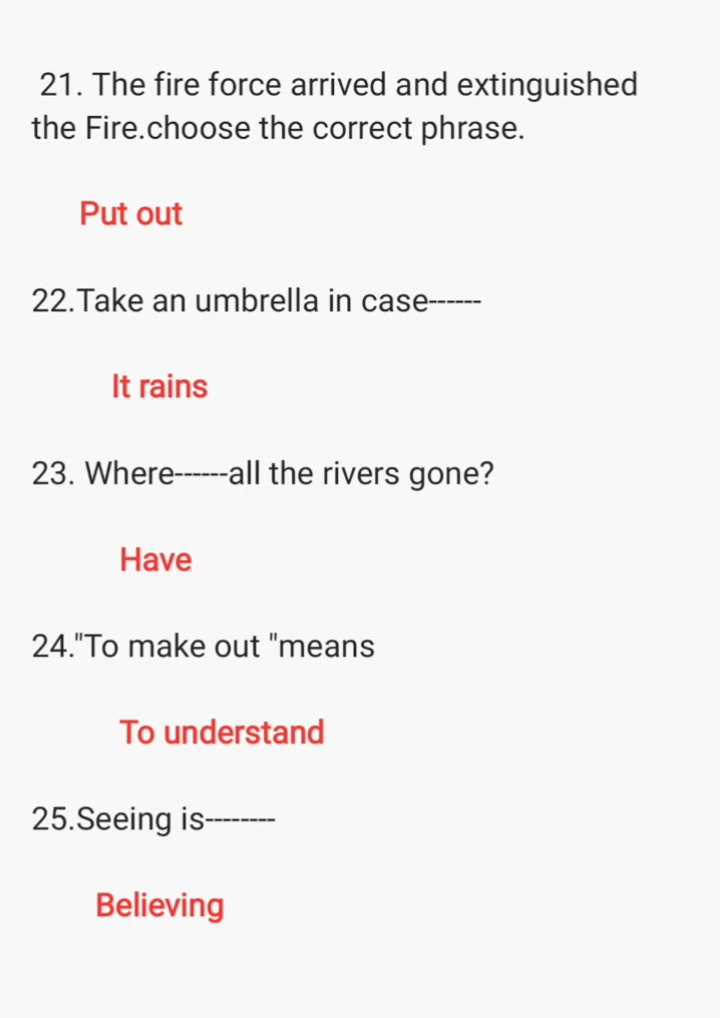 21. The fire force arrived and extinguished
the Fire.choose the correct phrase.
Put out
22.Take an umbrella in case------
It rains
23. Where------all the rivers gone?
Have
24."To make out "means
To understand
25.Seeing is--------
Believing